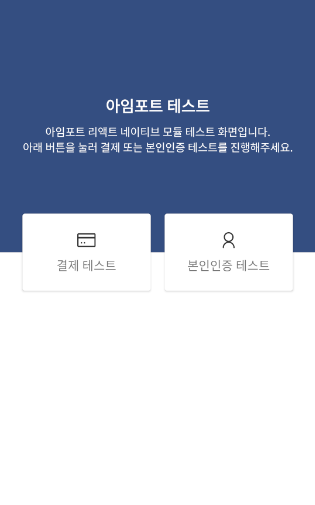 아임포트 테스트
아임포트 리액트 네이티브 모듈 테스트 화면입니다.
아래 버튼을 눌러 결제 또는 본인인증 테스트를 진행해주세요.
결제 테스트
본인인증 테스트